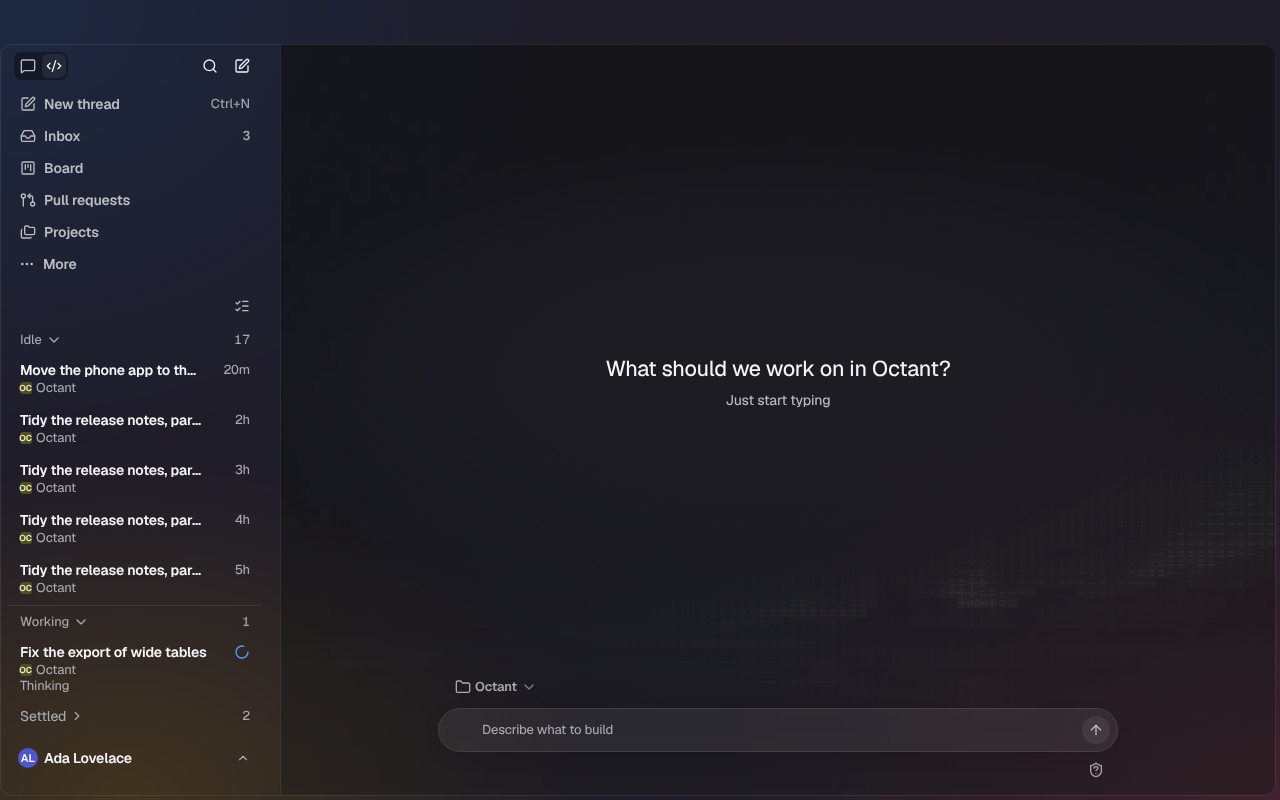 New thread Ctrl+N
Inbox 3
Board
Pull requests
Projects
More
Idle 17
Move the phone app to th... 20m
OC Octant
Tidy the release notes, par... 2h
OC Octant
Tidy the release notes, par... 3h
OC Octant
Tidy the release notes, par... 4h
OC Octant
Tidy the release notes, par... 5h
OC Octant
Working 1
Fix the export of wide tables
OC Octant
Thinking
Settled 2
AL Ada Lovelace
What should we work on in Octant?
Just start typing
Octant
Describe what to build